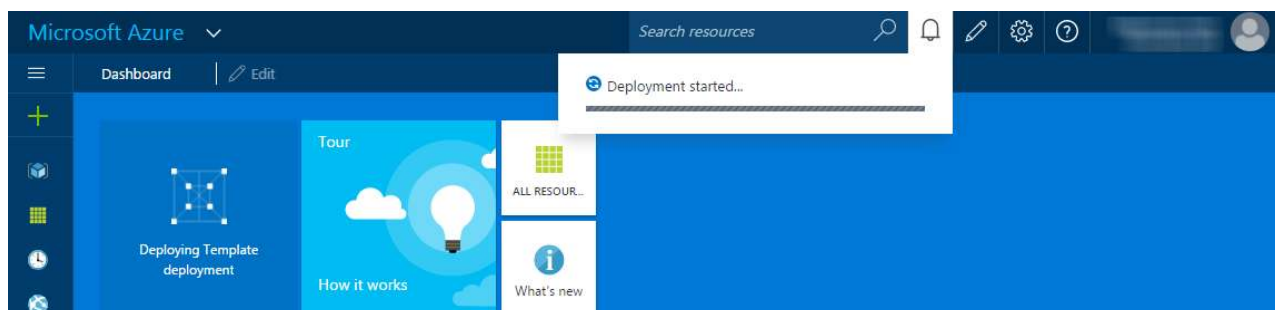 Microsoft Azure
Search resources
Dashboard
Edit
Deployment started...
Tour
ALL RESOUR...
Deploying Template
deployment
How it works
What's new